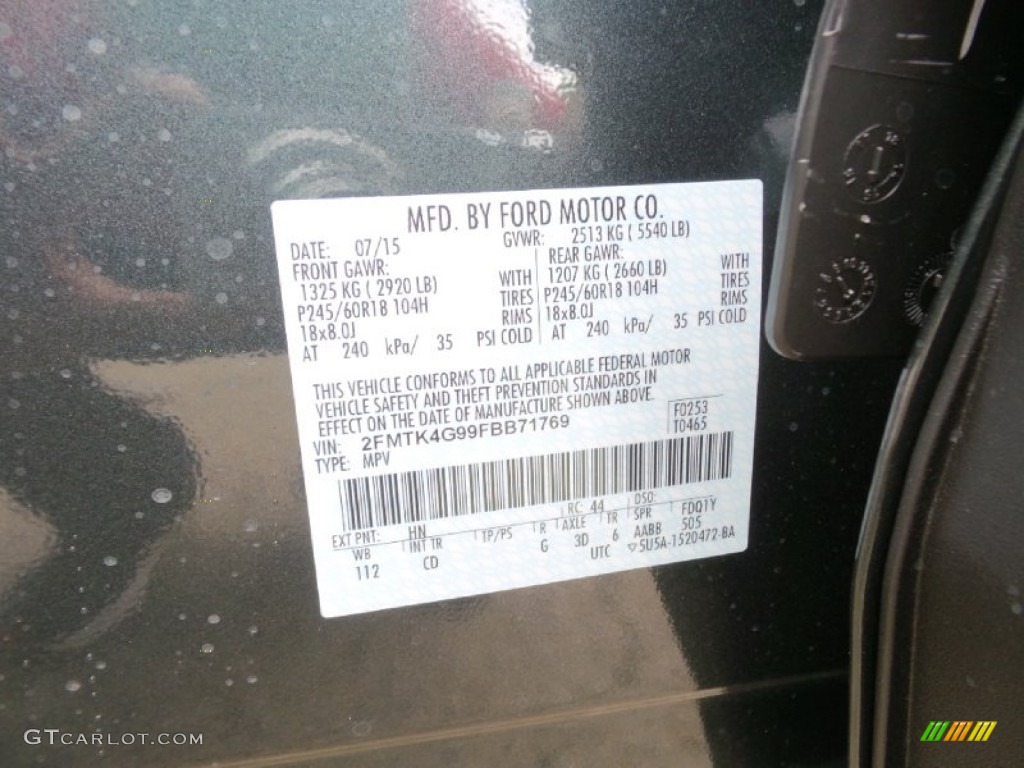 MFD. BY FORD MOTOR CO.
DATE: 07/15 GVWR: 2513 KG ( 5540 LB)
FRONT GAWR: REAR GAWR:
1325 KG ( 2920 LB) WITH 1207 KG ( 2660 LB) WITH
P245/60R18 104H TIRES P245/60R18 104H TIRES
18x8.0J RIMS 18x8.0J RIMS
AT 240 kPa/ 35 PSI COLD AT 240 kPa/ 35 PSI COLD
THIS VEHICLE CONFORMS TO ALL APPLICABLE FEDERAL MOTOR
VEHICLE SAFETY AND THEFT PREVENTION STANDARDS IN
EFFECT ON THE DATE OF MANUFACTURE SHOWN ABOVE.
VIN: 2FMTK4G99FBB71769 F0253
TYPE: MPV T0465
EXT PNT: HN RC: 44 DSO:
WB INT TR TP/PS R AXLE TR SPR FDQ1Y
112 CD G 3D 6 AABB 505
UTC ▽5U5A-1520472-BA
GTCARLOT.COM